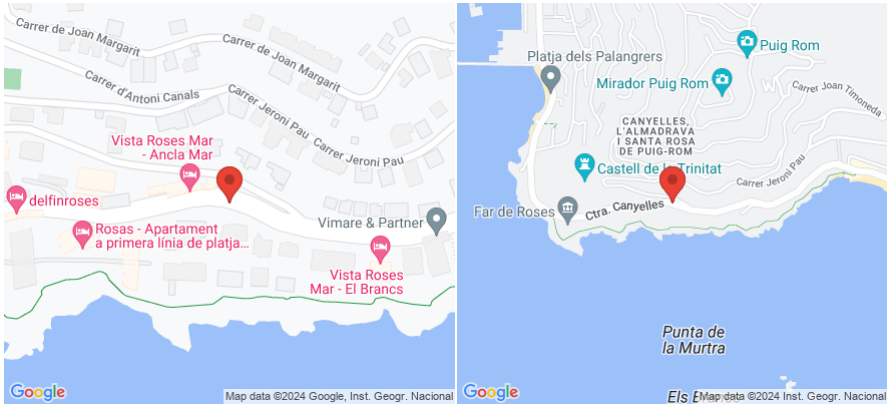 Carrer de Joan Margarit
Carrer de Joan Margarit
Carrer d'Antoni Canals
Carrer Jeroni Pau
Carrer Jeroni Pau
Vista Roses Mar
- Ancla Mar
delfinroses
Rosas - Apartament
a primera línia de platja...
Vimare & Partner
Vista Roses
Mar - El Brancs
Google
Map data ©2024 Google, Inst. Geogr. Nacional
Puig Rom
Platja dels Palangrers
Mirador Puig Rom
Carrer Joan Timoneda
CANYELLES,
L'ALMADRAVA
I SANTA ROSA
DE PUIG-ROM
Castell de la Trinitat
Carrer Jeroni Pau
Far de Roses
Ctra. Canyelles
Punta de
la Murtra
Els
Google
Map data ©2024 Google, Inst. Geogr. Nacional